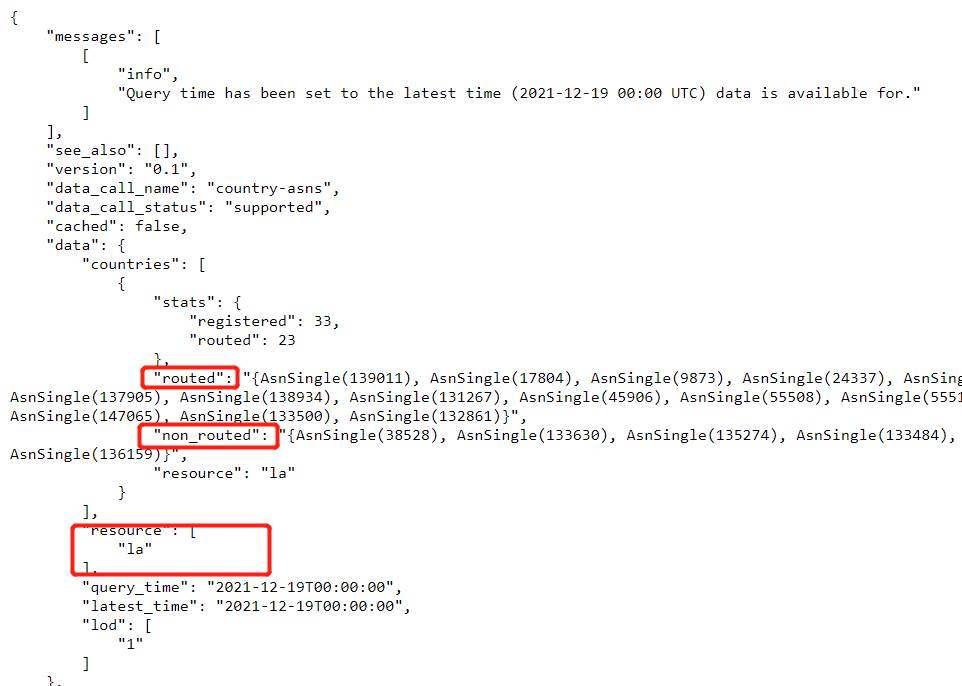 {
"messages": [
[
"info",
"Query time has been set to the latest time (2021-12-19 00:00 UTC) data is available for."
]
],
"see_also": [],
"version": "0.1",
"data_call_name": "country-asns",
"data_call_status": "supported",
"cached": false,
"data": {
"countries": [
{
"stats": {
"registered": 33,
"routed": 23
},
"routed": "{AsnSingle(139011), AsnSingle(17804), AsnSingle(9873), AsnSingle(24337), AsnSing
AsnSingle(137905), AsnSingle(138934), AsnSingle(131267), AsnSingle(45906), AsnSingle(55508), AsnSingle(5551
AsnSingle(147065), AsnSingle(133500), AsnSingle(132861)}",
"non_routed": "{AsnSingle(38528), AsnSingle(133630), AsnSingle(135274), AsnSingle(133484),
AsnSingle(136159)}",
"resource": "la"
}
],
"resource": [
"la"
],
"query_time": "2021-12-19T00:00:00",
"latest_time": "2021-12-19T00:00:00",
"lod": [
"1"
]
},